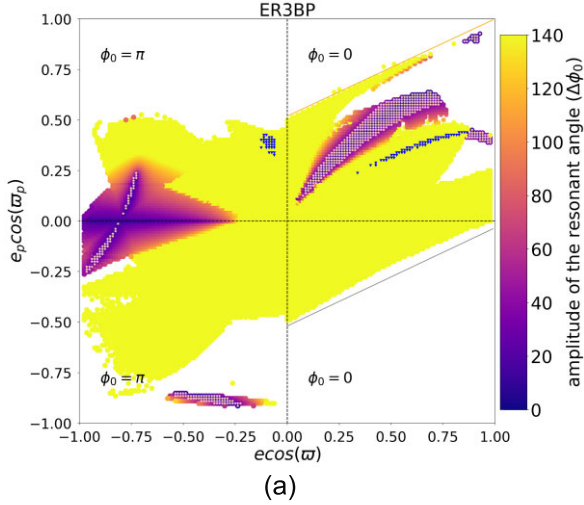 ER3BP
ϕ₀ = π
ϕ₀ = 0
ϕ₀ = π
ϕ₀ = 0
1.00
0.75
0.50
0.25
0.00
−0.25
−0.50
−0.75
−1.00
e_p cos(ϖ_p)
−1.00 −0.75 −0.50 −0.25 0.00 0.25 0.50 0.75 1.00
ecos(ϖ)
140
120
100
80
60
40
20
0
amplitude of the resonant angle (Δϕ₀)
(a)